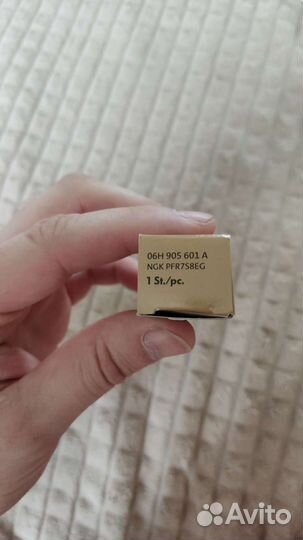 06H 905 601 A
NGK PFR7S8EG
1 St./pc.
Avito